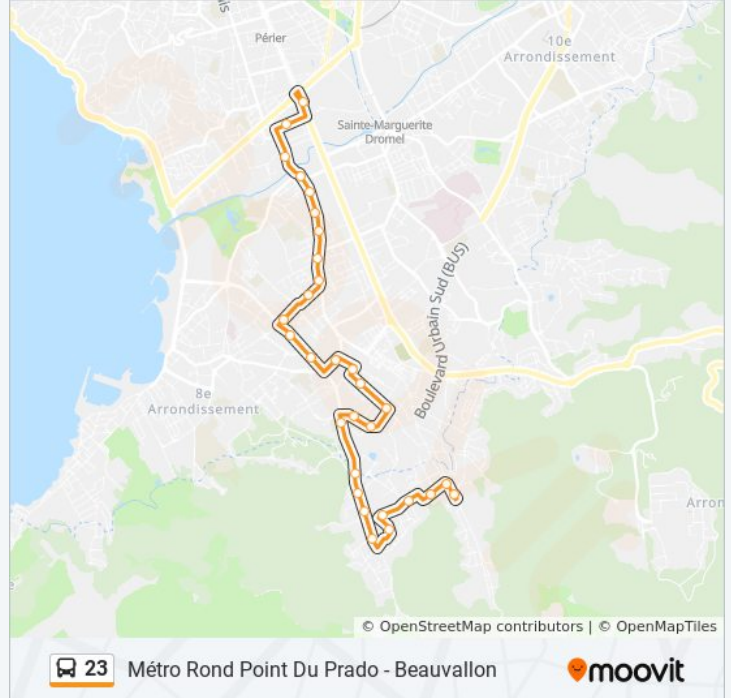 is
Périer
10e
Arrondissement
Sainte-Marguerite
Dromel
Boulevard Urbain Sud (BUS)
8e
Arrondissement
Arron
e
© OpenStreetMap contributors | © OpenMapTiles
23 Métro Rond Point Du Prado - Beauvallon
moovit